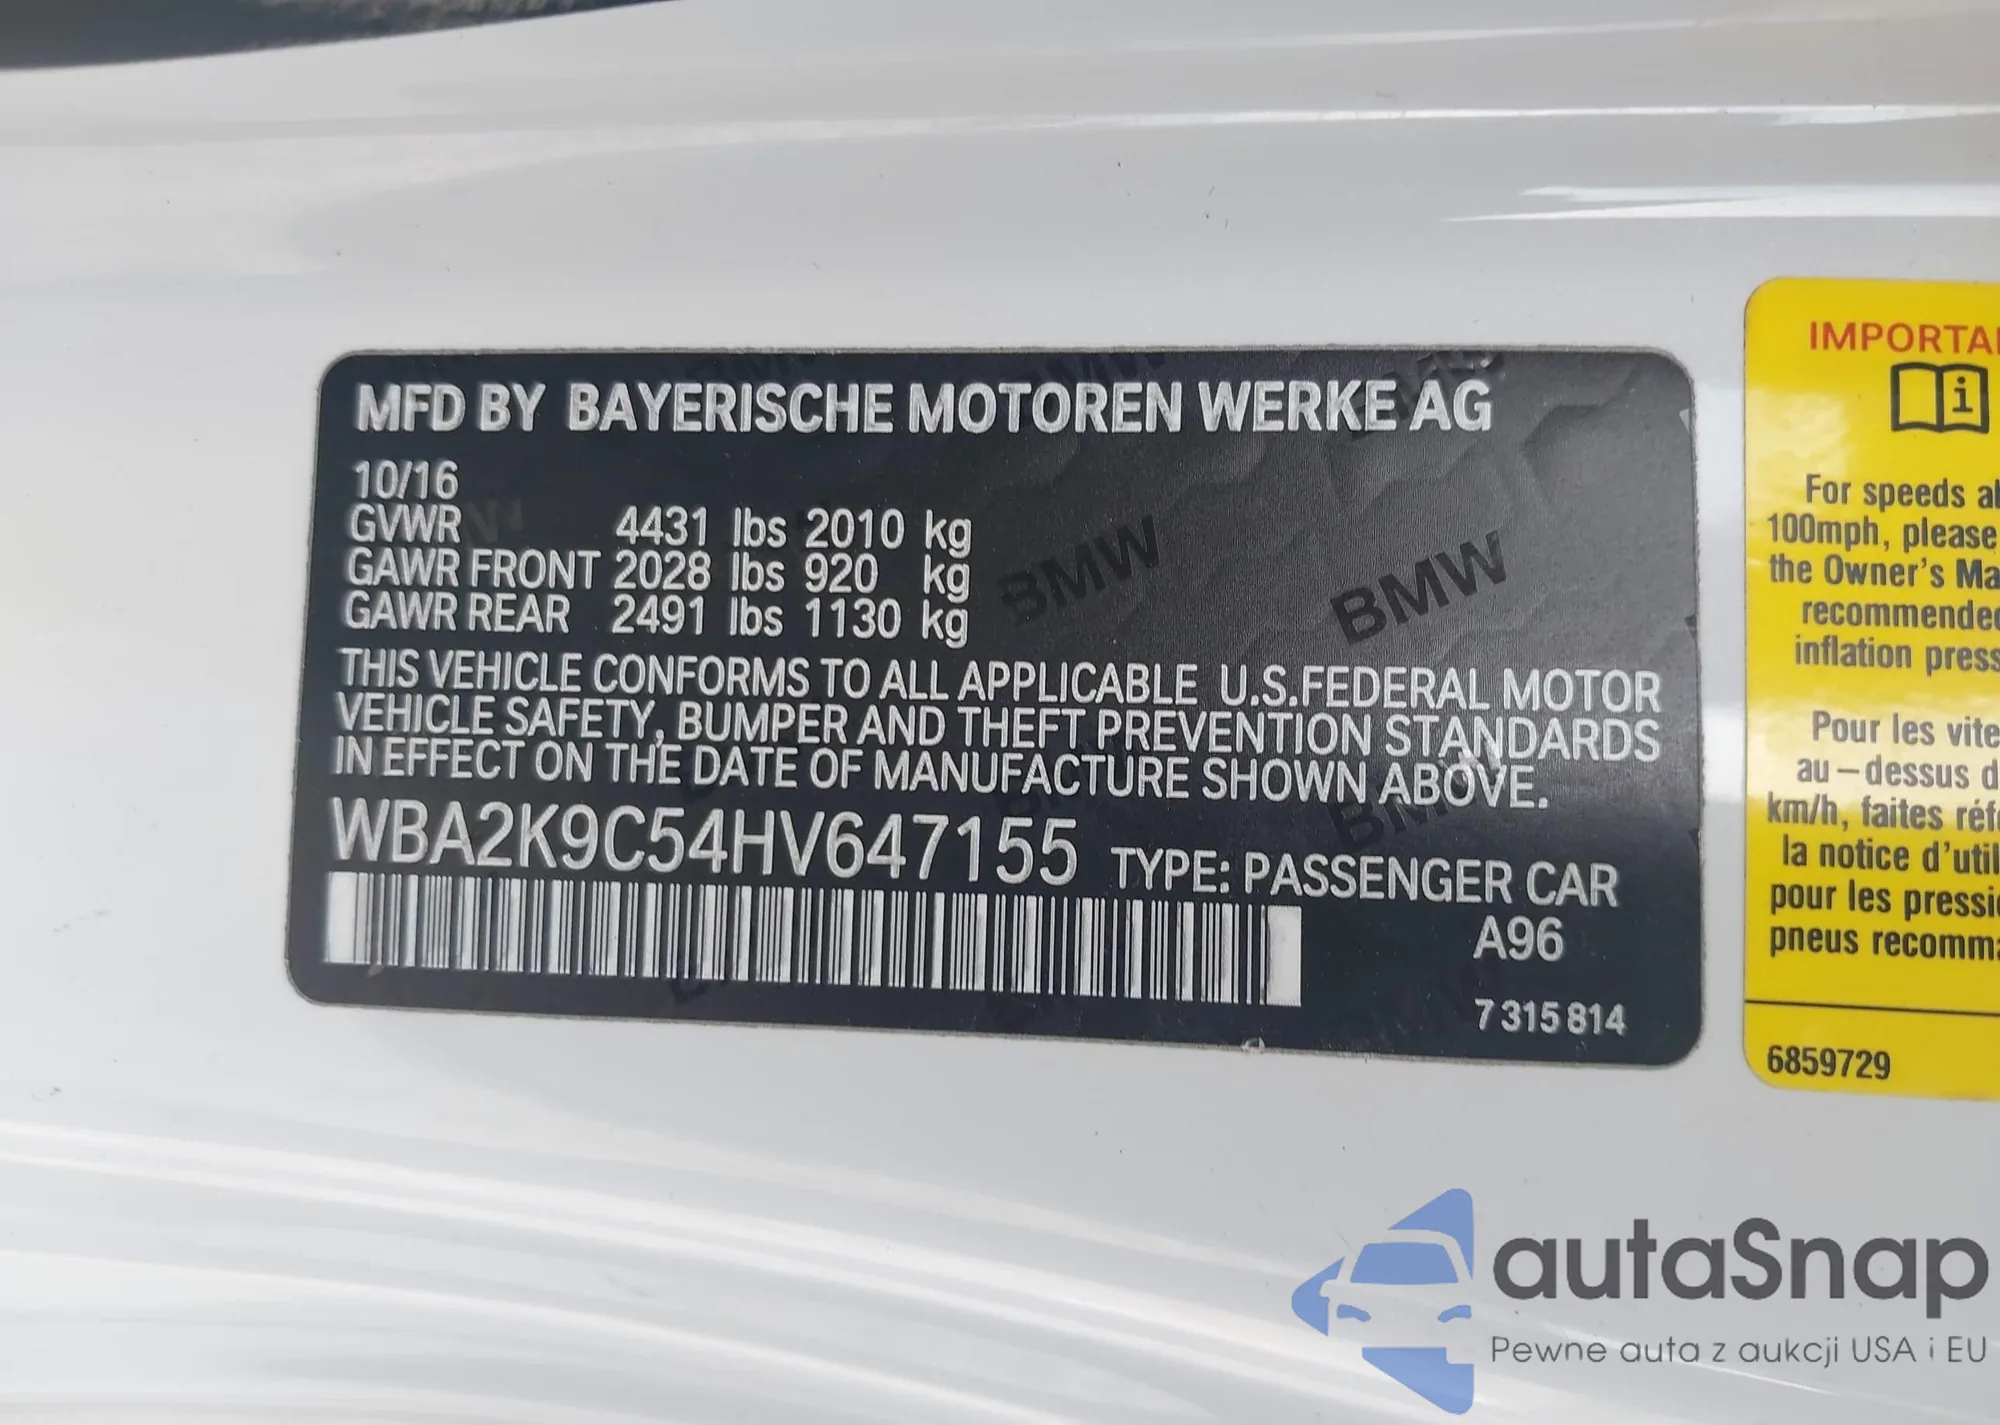 MFD BY BAYERISCHE MOTOREN WERKE AG
10/16
GVWR 4431 lbs 2010 kg
GAWR FRONT 2028 lbs 920 kg
GAWR REAR 2491 lbs 1130 kg
THIS VEHICLE CONFORMS TO ALL APPLICABLE U.S.FEDERAL MOTOR
VEHICLE SAFETY, BUMPER AND THEFT PREVENTION STANDARDS
IN EFFECT ON THE DATE OF MANUFACTURE SHOWN ABOVE.
WBA2K9C54HV647155 TYPE: PASSENGER CAR
A96
7 315 814
BMW BMW
IMPORTA
i
For speeds
100mph, please
the Owner's Ma
recommended
inflation press
Pour les vite
au-dessus d
km/h, faites réf
la notice d'util
pour les pressi
pneus recomma
6859729
autaSnap
Pewne auta z aukcji USA i EU